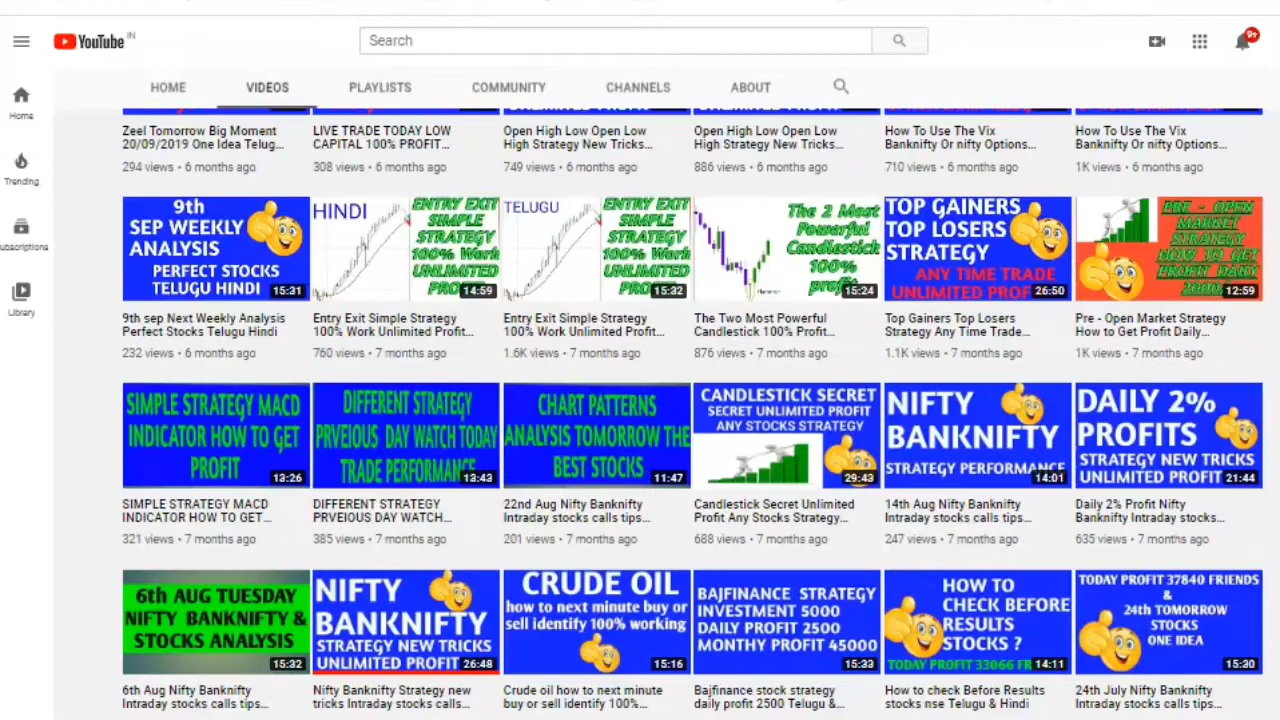 YouTube IN
Search
9+
HOME
VIDEOS
PLAYLISTS
COMMUNITY
CHANNELS
ABOUT
Home
Trending
ubscriptions
Library
Zeel Tomorrow Big Moment
20/09/2019 One Idea Telug...
294 views • 6 months ago
LIVE TRADE TODAY LOW
CAPITAL 100% PROFIT...
308 views • 6 months ago
Open High Low Open Low
High Strategy New Tricks...
749 views • 6 months ago
Open High Low Open Low
High Strategy New Tricks...
886 views • 6 months ago
How To Use The Vix
Banknifty Or nifty Options...
710 views • 6 months ago
How To Use The Vix
Banknifty Or nifty Options...
1K views • 6 months ago
9th
SEP WEEKLY
ANALYSIS
PERFECT STOCKS
TELUGU HINDI
15:31
9th sep Next Weekly Analysis
Perfect Stocks Telugu Hindi
232 views • 6 months ago
HINDI
ENTRY EXIT
SIMPLE
STRATEGY
100% Work
UNLIMITED
14:59
Entry Exit Simple Strategy
100% Work Unlimited Profit...
760 views • 7 months ago
TELUGU
ENTRY EXIT
SIMPLE
STRATEGY
100% Work
UNLIMITED
15:32
Entry Exit Simple Strategy
100% Work Unlimited Profit...
1.6K views • 7 months ago
The 2 Most
Powerful
Candlestick
100%
Hammer
15:24
The Two Most Powerful
Candlestick 100% Profit...
876 views • 7 months ago
TOP GAINERS
TOP LOSERS
STRATEGY
ANY TIME TRADE
UNLIMITED PROF
26:50
Top Gainers Top Losers
Strategy Any Time Trade...
1.1K views • 7 months ago
PRE - OPEN
MARKET
STRATEGY
HOW TO GET
PROFIT DAILY
12:59
Pre - Open Market Strategy
How to Get Profit Daily...
1K views • 7 months ago
SIMPLE STRATEGY MACD
INDICATOR HOW TO GET
PROFIT
13:26
SIMPLE STRATEGY MACD
INDICATOR HOW TO GET...
321 views • 7 months ago
DIFFERENT STRATEGY
PRVEIOUS DAY WATCH TODAY
TRADE PERFORMANCE
13:43
DIFFERENT STRATEGY
PRVEIOUS DAY WATCH...
385 views • 7 months ago
CHART PATTERNS
ANALYSIS TOMORROW THE
BEST STOCKS
11:47
22nd Aug Nifty Banknifty
Intraday stocks calls tips...
201 views • 7 months ago
CANDLESTICK SECRET
SECRET UNLIMITED PROFIT
ANY STOCKS STRATEGY
29:43
Candlestick Secret Unlimited
Profit Any Stocks Strategy...
688 views • 7 months ago
NIFTY
BANKNIFTY
STRATEGY PERFORMANCE
14:01
14th Aug Nifty Banknifty
Intraday stocks calls tips...
247 views • 7 months ago
DAILY 2%
PROFITS
STRATEGY NEW TRICKS
UNLIMITED PROFIT
21:44
Daily 2% Profit Nifty
Banknifty Intraday stocks...
635 views • 7 months ago
6th AUG TUESDAY
NIFTY BANKNIFTY &
STOCKS ANALYSIS
15:32
6th Aug Nifty Banknifty
Intraday stocks calls tips...
NIFTY
BANKNIFTY
STRATEGY NEW TRICKS
UNLIMITED PROFIT
26:48
Nifty Banknifty Strategy new
tricks Intraday stocks calls...
CRUDE OIL
how to next minute buy or
sell identify 100% working
15:16
Crude oil how to next minute
buy or sell identify 100%...
BAJFINANCE STRATEGY
INVESTMENT 5000
DAILY PROFIT 2500
MONTHY PROFIT 45000
15:33
Bajfinance stock strategy
daily profit 2500 Telugu &...
HOW TO
CHECK BEFORE
RESULTS
STOCKS ?
TODAY PROFIT 33066 FR
14:11
How to check Before Results
stocks nse Telugu & Hindi
TODAY PROFIT 37840 FRIENDS
&
24th TOMORROW
STOCKS
ONE IDEA
15:30
24th July Nifty Banknifty
Intraday stocks calls tips...